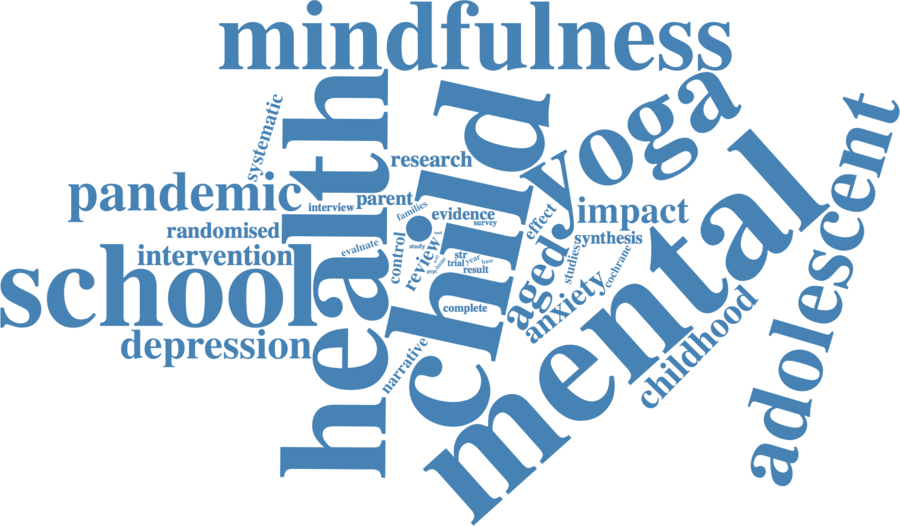 mindfulness
health
child
yoga
mental
adolescent
systematic
research
pandemic
interview
parent
families
evidence
survey
effect
impact
randomised
control
review
study
evaluate
synthesis
intervention
str
trial
year
result
aged
studies
cochrane
school
anxiety
complete
depression
narrative
childhood